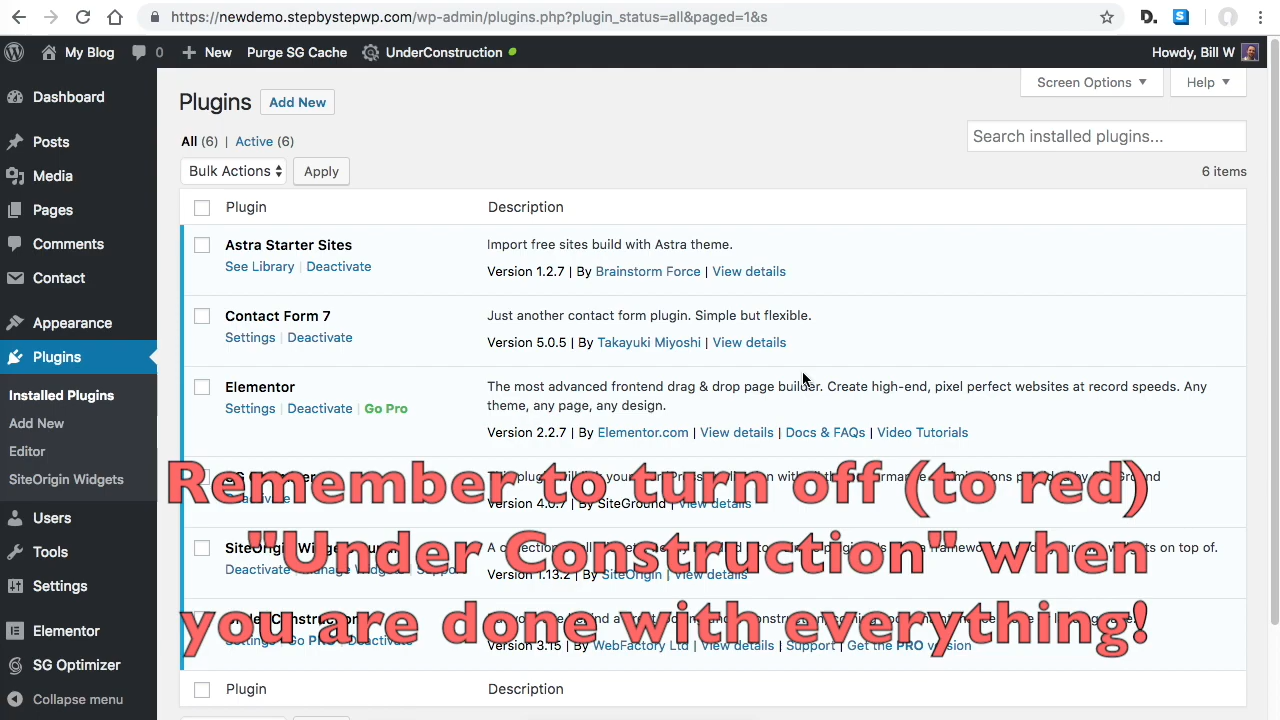 https://newdemo.stepbystepwp.com/wp-admin/plugins.php?plugin_status=all&paged=1&s
My Blog 0 New Purge SG Cache UnderConstruction Howdy, Bill W
Screen Options Help
Dashboard
Posts
Media
Pages
Comments
Contact
Appearance
Plugins
Installed Plugins
Add New
Editor
SiteOrigin Widgets
Users
Tools
Settings
Elementor
SG Optimizer
Collapse menu
Plugins Add New
All (6) | Active (6)
Search installed plugins...
Bulk Actions Apply 6 items
Plugin Description
Astra Starter Sites Import free sites build with Astra theme.
See Library | Deactivate Version 1.2.7 | By Brainstorm Force | View details
Contact Form 7 Just another contact form plugin. Simple but flexible.
Settings | Deactivate Version 5.0.5 | By Takayuki Miyoshi | View details
Elementor The most advanced frontend drag & drop page builder. Create high-end, pixel perfect websites at record speeds. Any
theme, any page, any design.
Settings | Deactivate | Go Pro Version 2.2.7 | By Elementor.com | View details | Docs & FAQs | Video Tutorials
Remember to turn off (to red)
"Under Construction" when
you are done with everything!
Deactivate Version 4.0.7 | By SiteGround | View details
Deactivate | Manage Widgets | Support Version 1.13.2 | By SiteOrigin | View details
Settings | Go PRO | Deactivate Version 3.15 | By WebFactory Ltd | View details | Support | Get the PRO version
Plugin Description